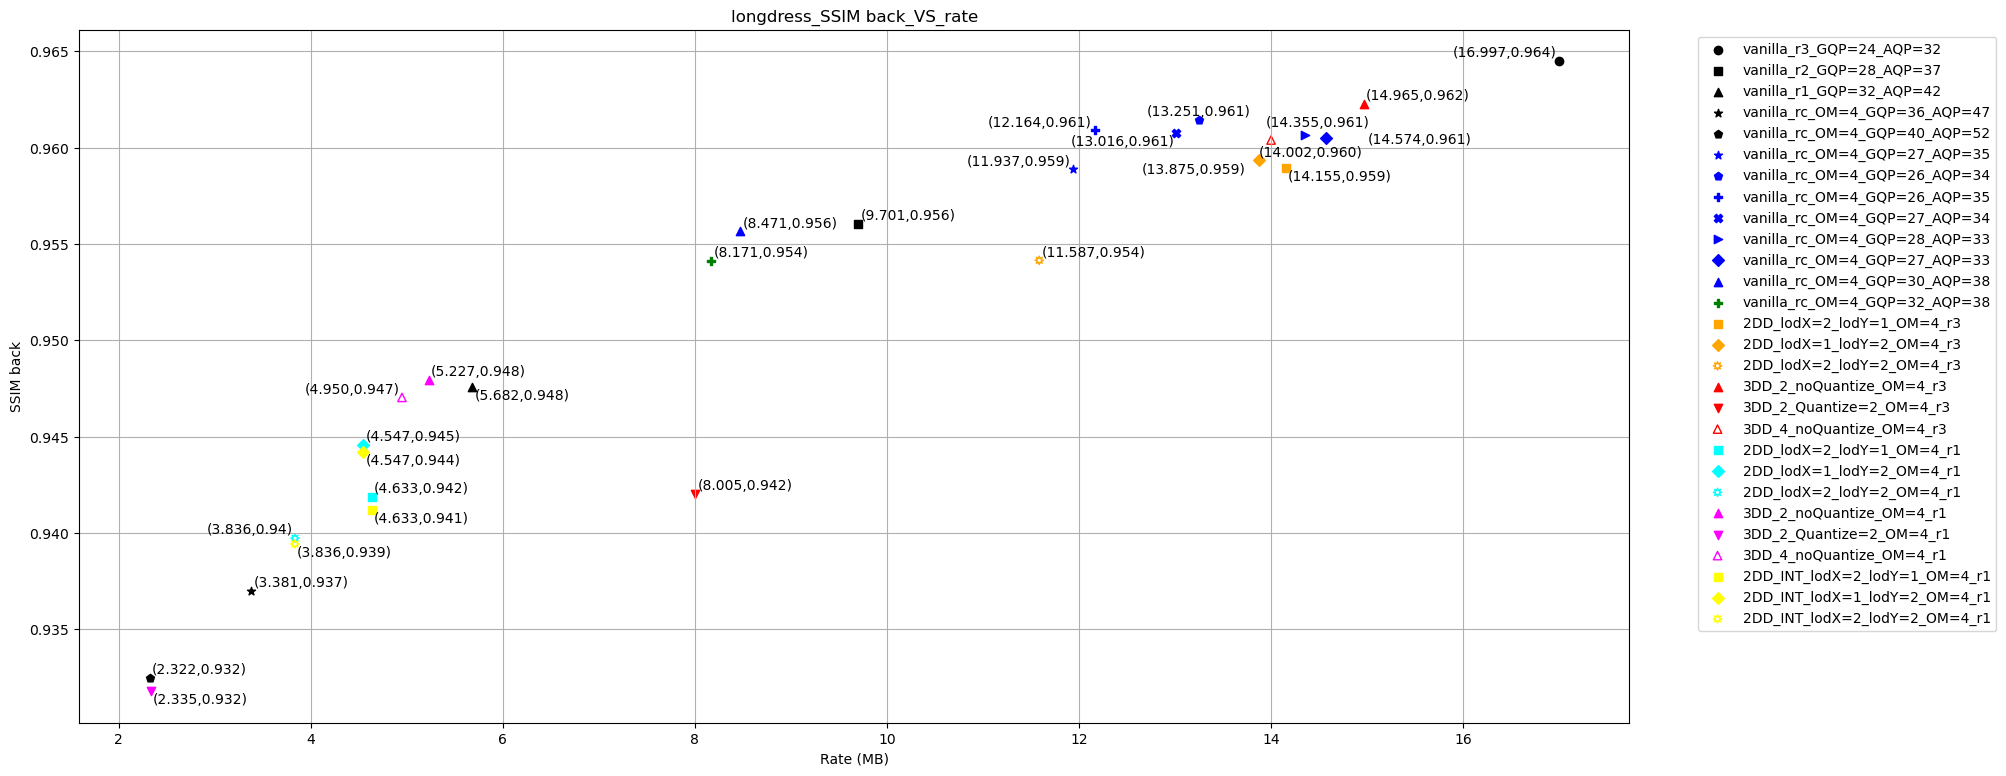 longdress_SSIM back_VS_rate
SSIM back
0.965
0.960
0.955
0.950
0.945
0.940
0.935
(16.997,0.964)
(14.965,0.962)
(13.251,0.961)
(12.164,0.961)
(14.355,0.961)
(13.016,0.961)
(14.574,0.961)
(14.002,0.960)
(11.937,0.959)
(13.875,0.959)
(14.155,0.959)
(9.701,0.956)
(8.471,0.956)
(8.171,0.954)
(11.587,0.954)
(5.227,0.948)
(4.950,0.947)
(5.682,0.948)
(4.547,0.945)
(4.547,0.944)
(4.633,0.942)
(8.005,0.942)
(4.633,0.941)
(3.836,0.94)
(3.836,0.939)
(3.381,0.937)
(2.322,0.932)
(2.335,0.932)
2
4
6
8
10
12
14
16
Rate (MB)
vanilla_r3_GQP=24_AQP=32
vanilla_r2_GQP=28_AQP=37
vanilla_r1_GQP=32_AQP=42
vanilla_rc_OM=4_GQP=36_AQP=47
vanilla_rc_OM=4_GQP=40_AQP=52
vanilla_rc_OM=4_GQP=27_AQP=35
vanilla_rc_OM=4_GQP=26_AQP=34
vanilla_rc_OM=4_GQP=26_AQP=35
vanilla_rc_OM=4_GQP=27_AQP=34
vanilla_rc_OM=4_GQP=28_AQP=33
vanilla_rc_OM=4_GQP=27_AQP=33
vanilla_rc_OM=4_GQP=30_AQP=38
vanilla_rc_OM=4_GQP=32_AQP=38
2DD_lodX=2_lodY=1_OM=4_r3
2DD_lodX=1_lodY=2_OM=4_r3
2DD_lodX=2_lodY=2_OM=4_r3
3DD_2_noQuantize_OM=4_r3
3DD_2_Quantize=2_OM=4_r3
3DD_4_noQuantize_OM=4_r3
2DD_lodX=2_lodY=1_OM=4_r1
2DD_lodX=1_lodY=2_OM=4_r1
2DD_lodX=2_lodY=2_OM=4_r1
3DD_2_noQuantize_OM=4_r1
3DD_2_Quantize=2_OM=4_r1
3DD_4_noQuantize_OM=4_r1
2DD_INT_lodX=2_lodY=1_OM=4_r1
2DD_INT_lodX=1_lodY=2_OM=4_r1
2DD_INT_lodX=2_lodY=2_OM=4_r1